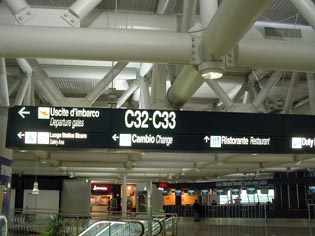 Uscite d'imbarco
Departure gates
C32-C33
Luogo Statico Sicuro
Safety Area
Cambio Change
Ristorante Restaurant
Duty